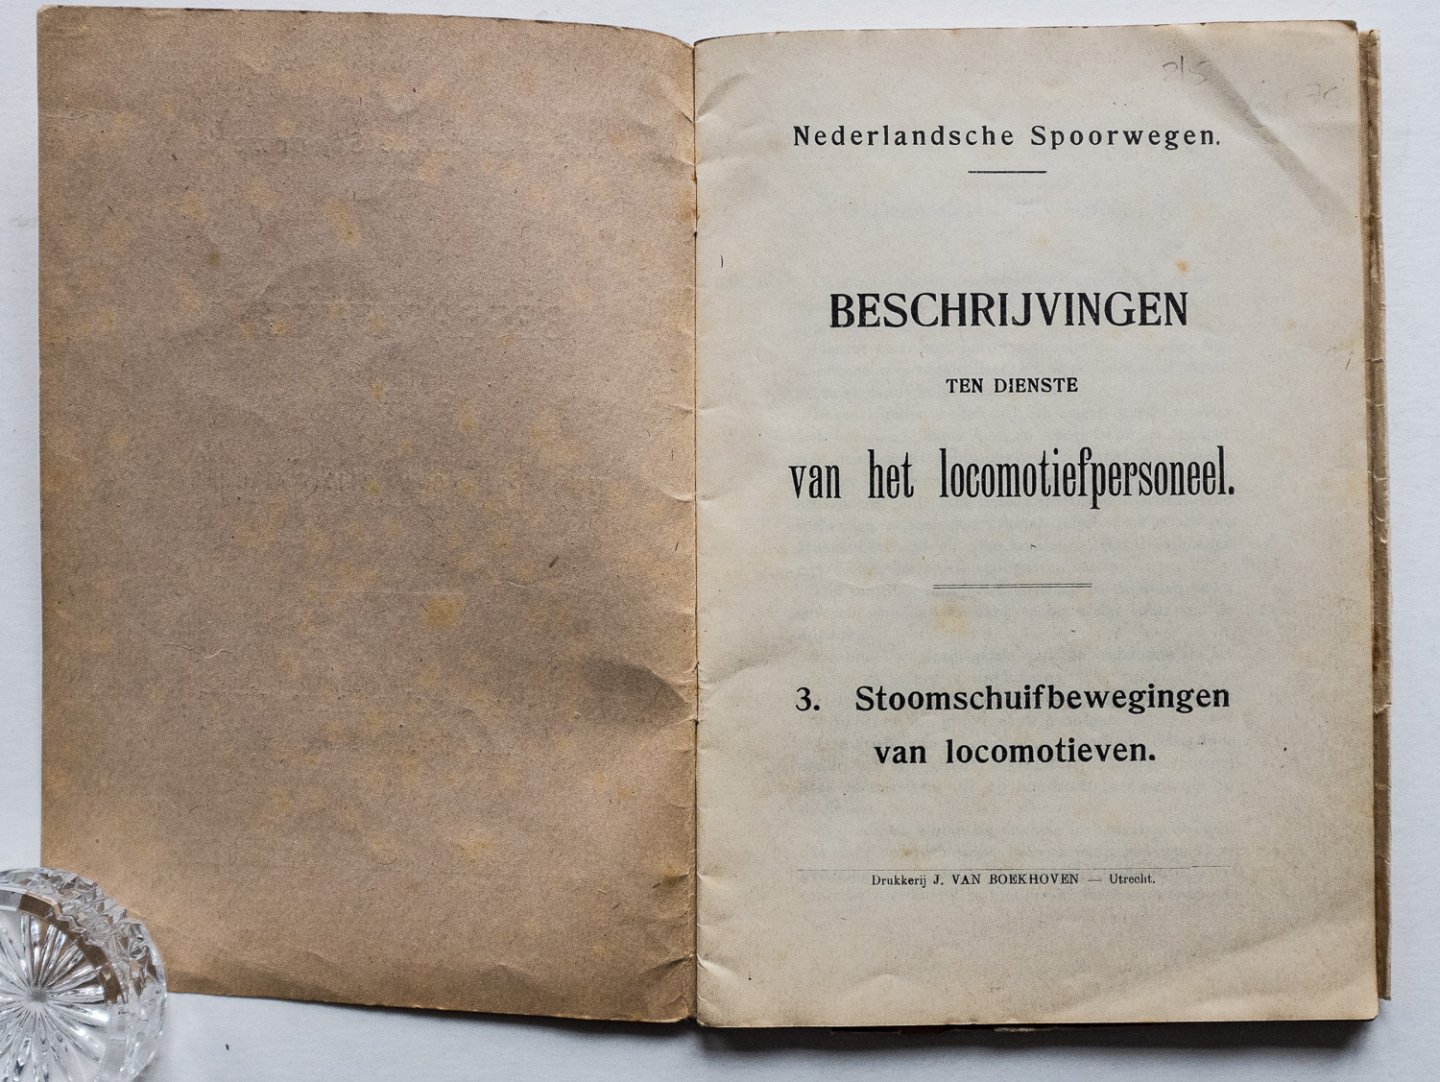 Nederlandsche Spoorwegen.
BESCHRIJVINGEN
TEN DIENSTE
van het locomotiefpersoneel.
3. Stoomschuifbewegingen
van locomotieven.
Drukkerij J. VAN BOEKHOVEN — Utrecht.